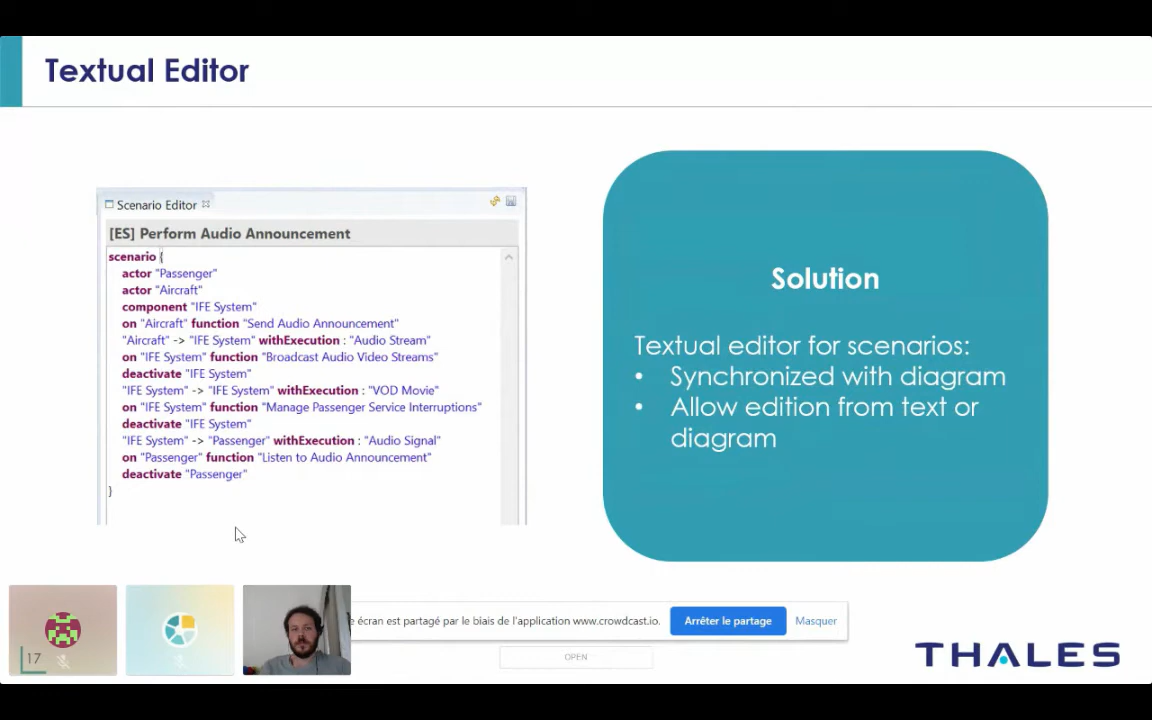 Textual Editor
Scenario Editor
[ES] Perform Audio Announcement
scenario {
actor "Passenger"
actor "Aircraft"
component "IFE System"
on "Aircraft" function "Send Audio Announcement"
"Aircraft" -> "IFE System" withExecution : "Audio Stream"
on "IFE System" function "Broadcast Audio Video Streams"
deactivate "IFE System"
"IFE System" -> "IFE System" withExecution : "VOD Movie"
on "IFE System" function "Manage Passenger Service Interruptions"
deactivate "IFE System"
"IFE System" -> "Passenger" withExecution : "Audio Signal"
on "Passenger" function "Listen to Audio Announcement"
deactivate "Passenger"
}
Solution
Textual editor for scenarios:
• Synchronized with diagram
• Allow edition from text or
diagram
17
e écran est partagé par le biais de l'application www.crowdcast.io.
Arrêter le partage
Masquer
OPEN
THALES